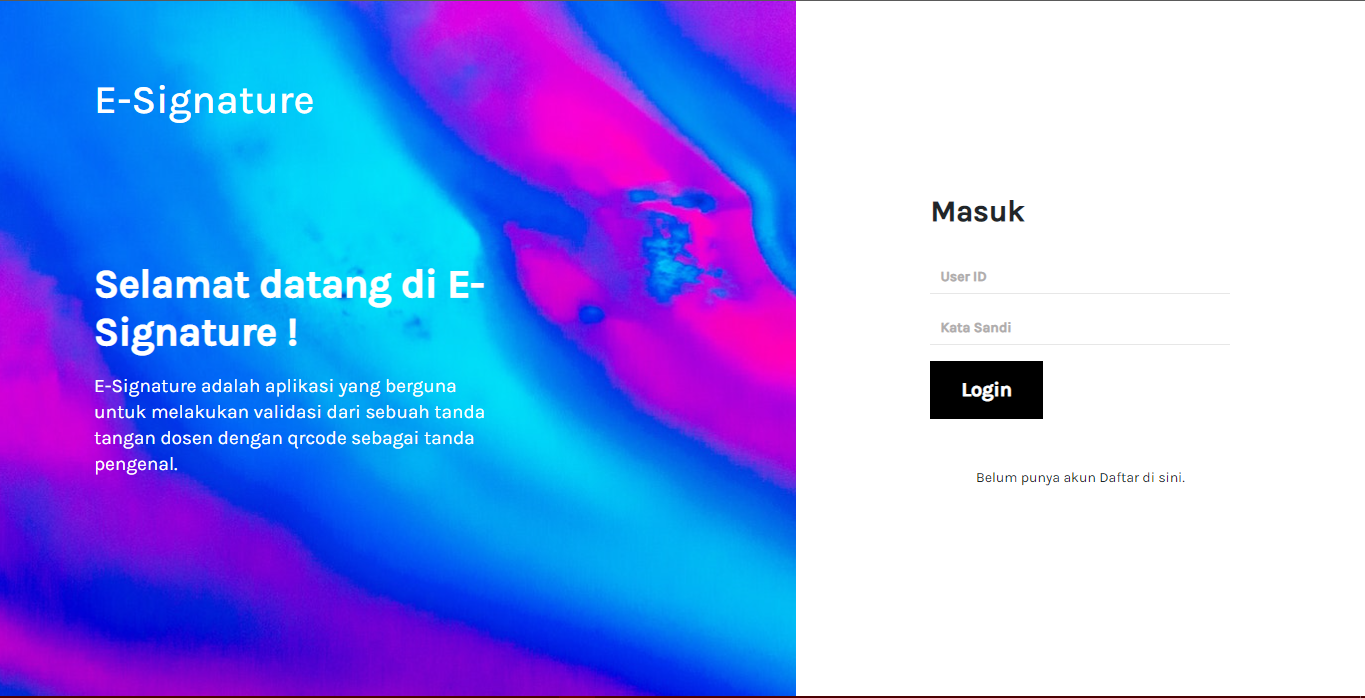 E-Signature
Selamat datang di E-
Signature !
E-Signature adalah aplikasi yang berguna
untuk melakukan validasi dari sebuah tanda
tangan dosen dengan qrcode sebagai tanda
pengenal.
Masuk
User ID
Kata Sandi
Login
Belum punya akun Daftar di sini.